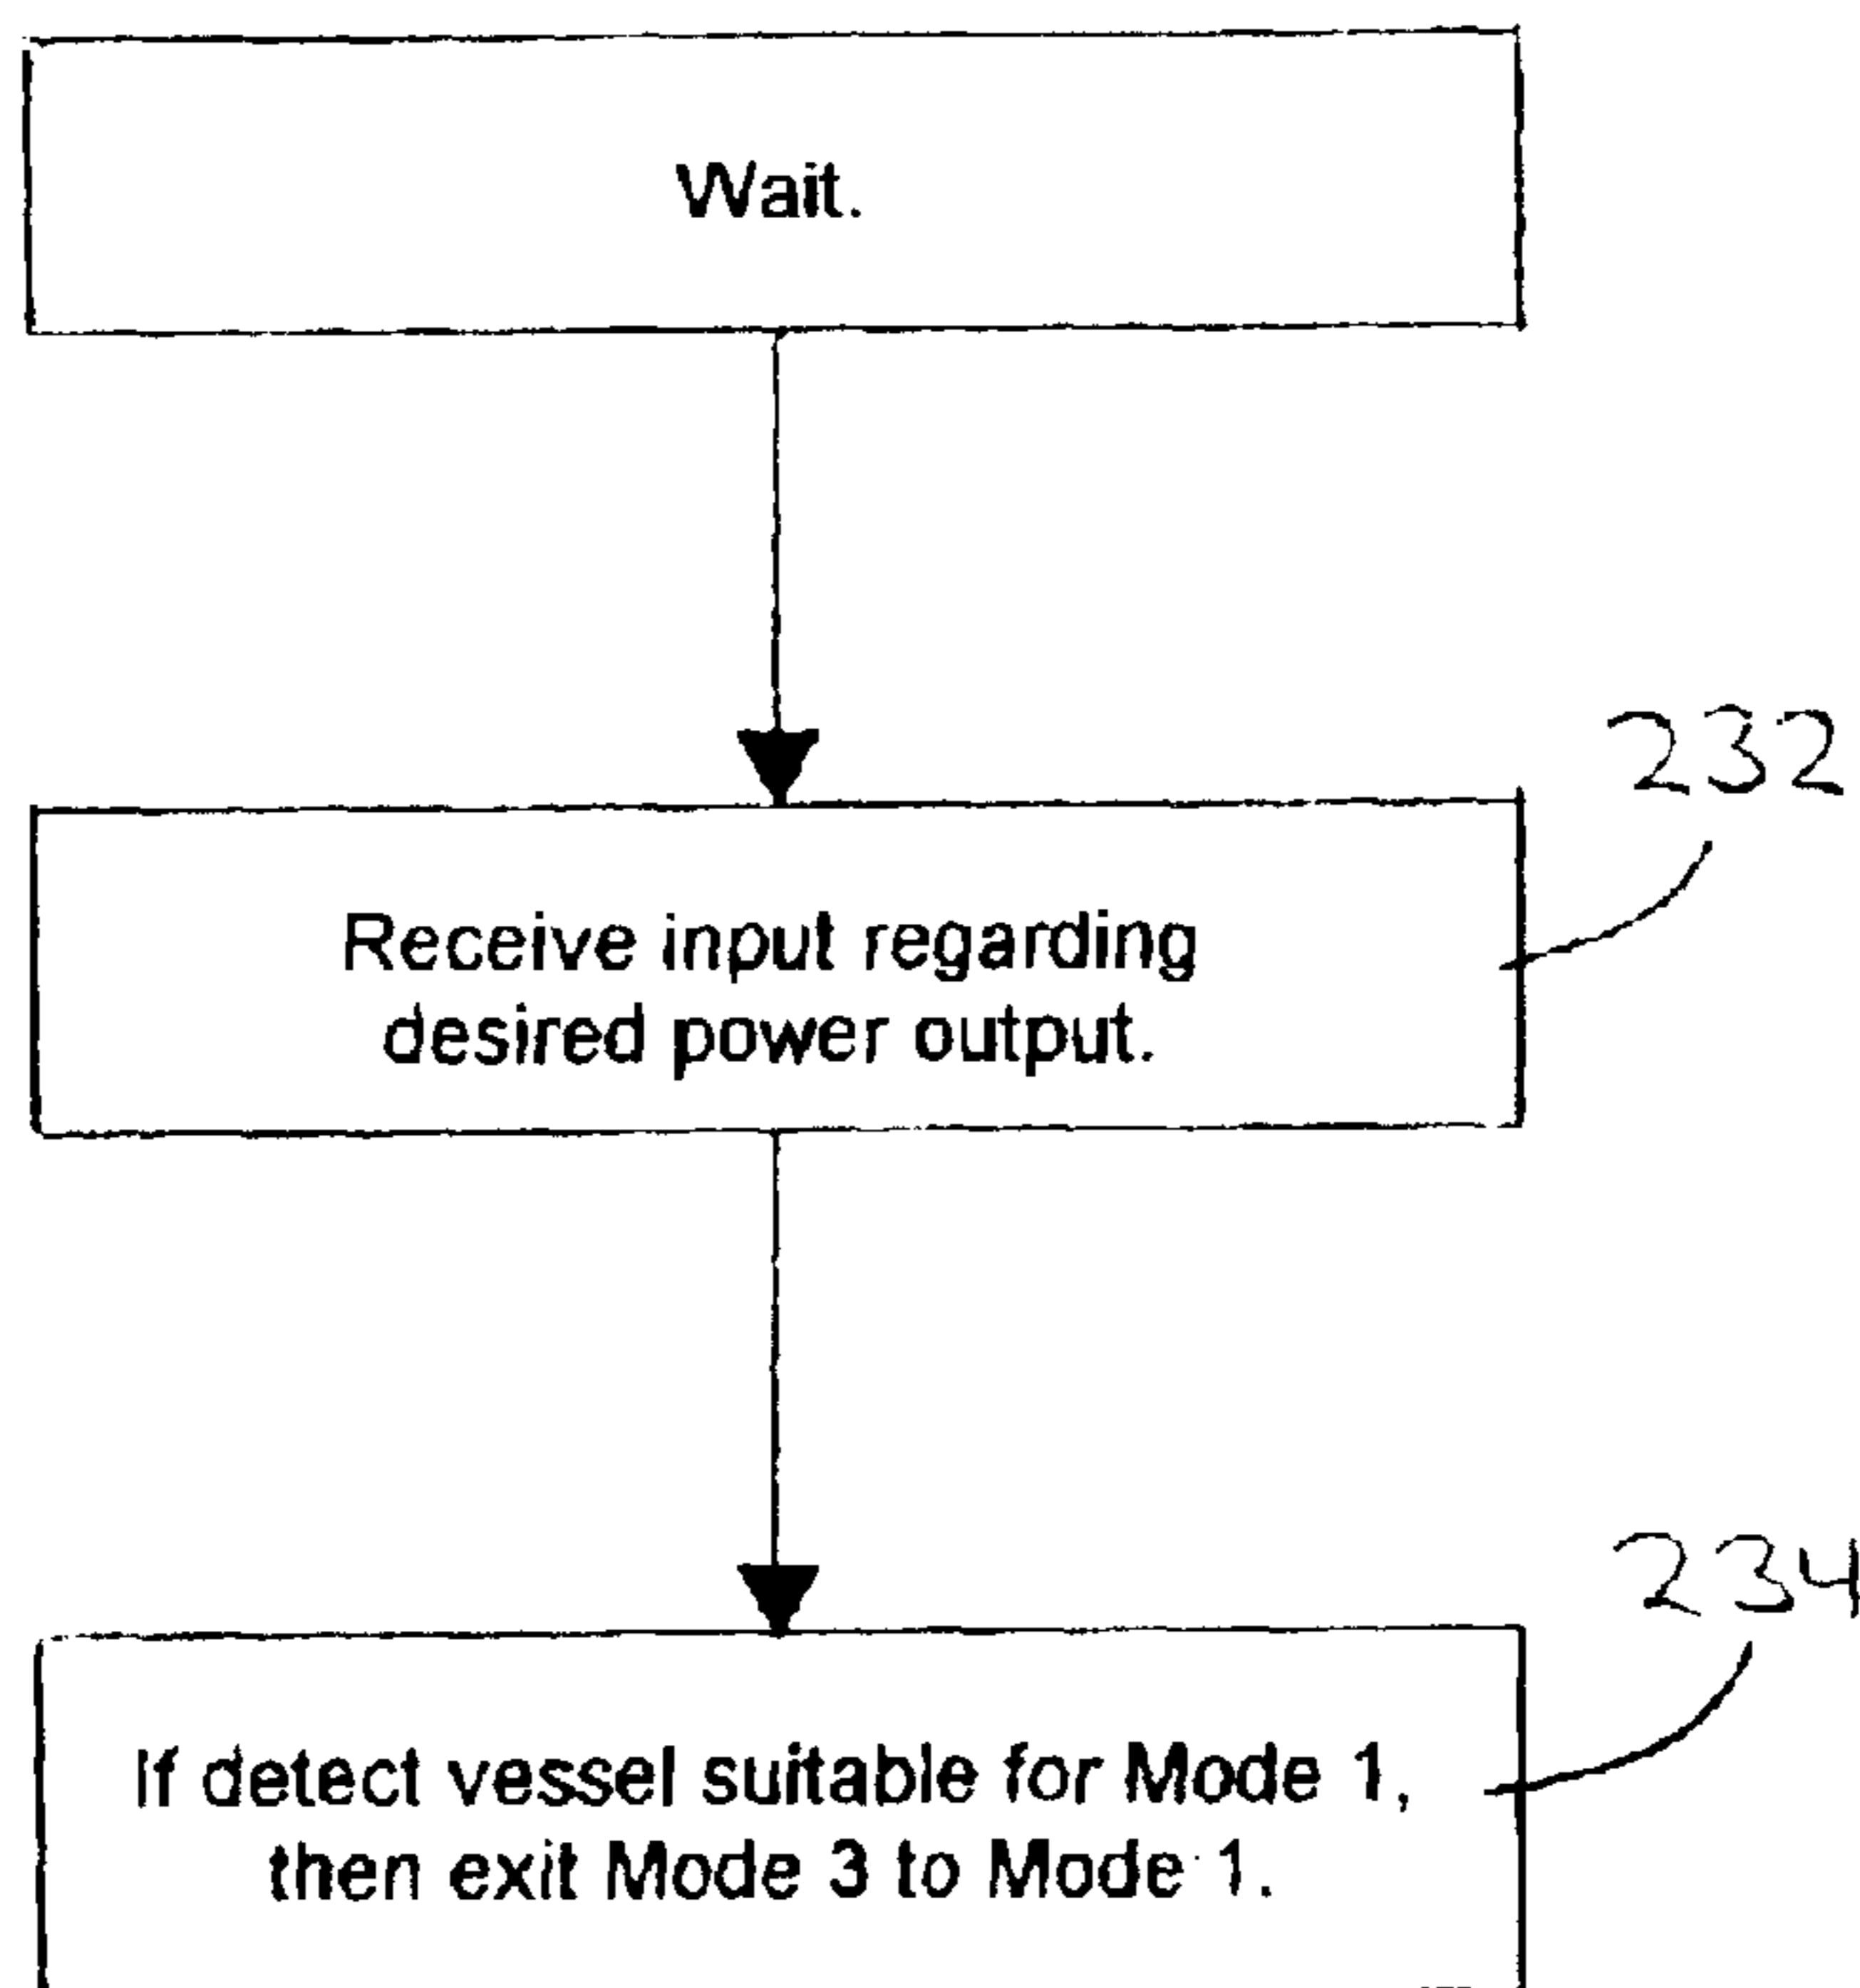 Wait.
232
Receive input regarding
desired power output.
234
If detect vessel suitable for Mode 1,
then exit Mode 3 to Mode 1.